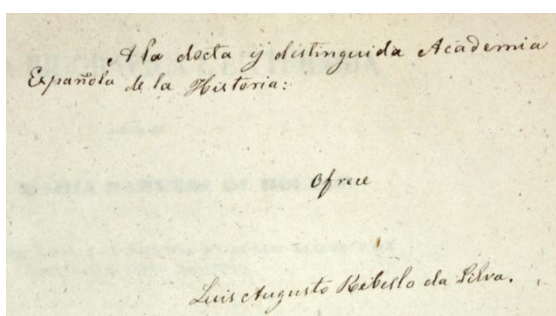 A la docta y distinguida Academia
Española de la Historia:
Ofrece
Luis Augusto Rebello da Silva.